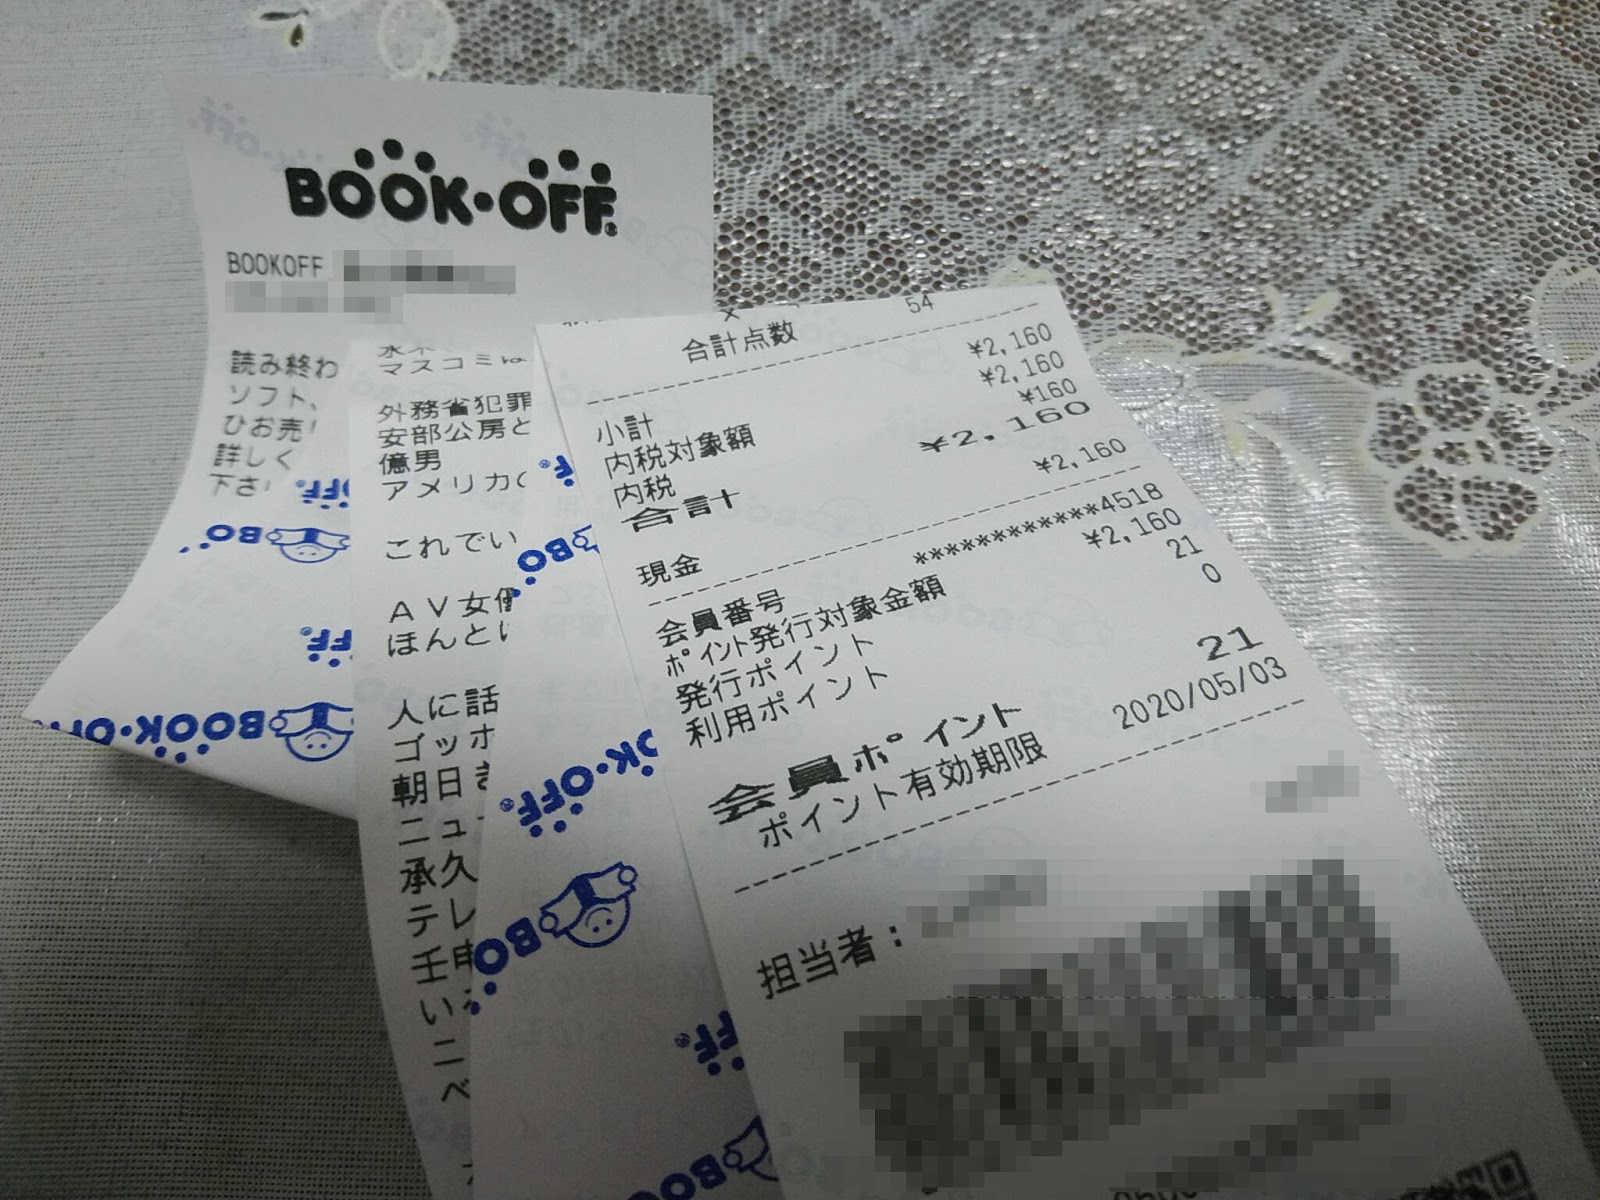 BOOK・OFF
BOOKOFF
読み終わ
ソフト、
ひお売
詳しく
下さ
マスコミは
外務省犯罪
安部公房と
億男
アメリカ
これでい
AV女優
ほんとい
人に話
ゴッホ
朝日
ニュ
承久
テレ
壬申
い
ニ
ベ
合計点数 54
小計 ¥2,160
内税対象額 ¥2,160
内税 ¥160
合計 ¥2,160
現金 ¥2,160
会員番号 ************4518
ポイント発行対象金額 ¥2,160
発行ポイント 21
利用ポイント 0
会員ポイント 21
ポイント有効期限 2020/05/03
担当者: